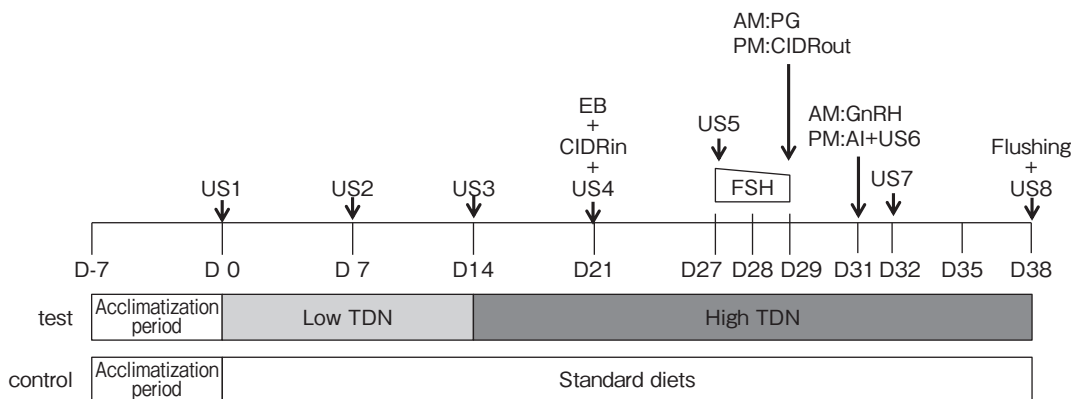 AM:PG
PM:CIDRout
EB
+
CIDRin
+
US4
US5
AM:GnRH
PM:AI+US6
Flushing
+
US8
US1
US2
US3
FSH
US7
D-7
D 0
D 7
D14
D21
D27
D28
D29
D31
D32
D35
D38
test
Acclimatization
period
Low TDN
High TDN
control
Acclimatization
period
Standard diets